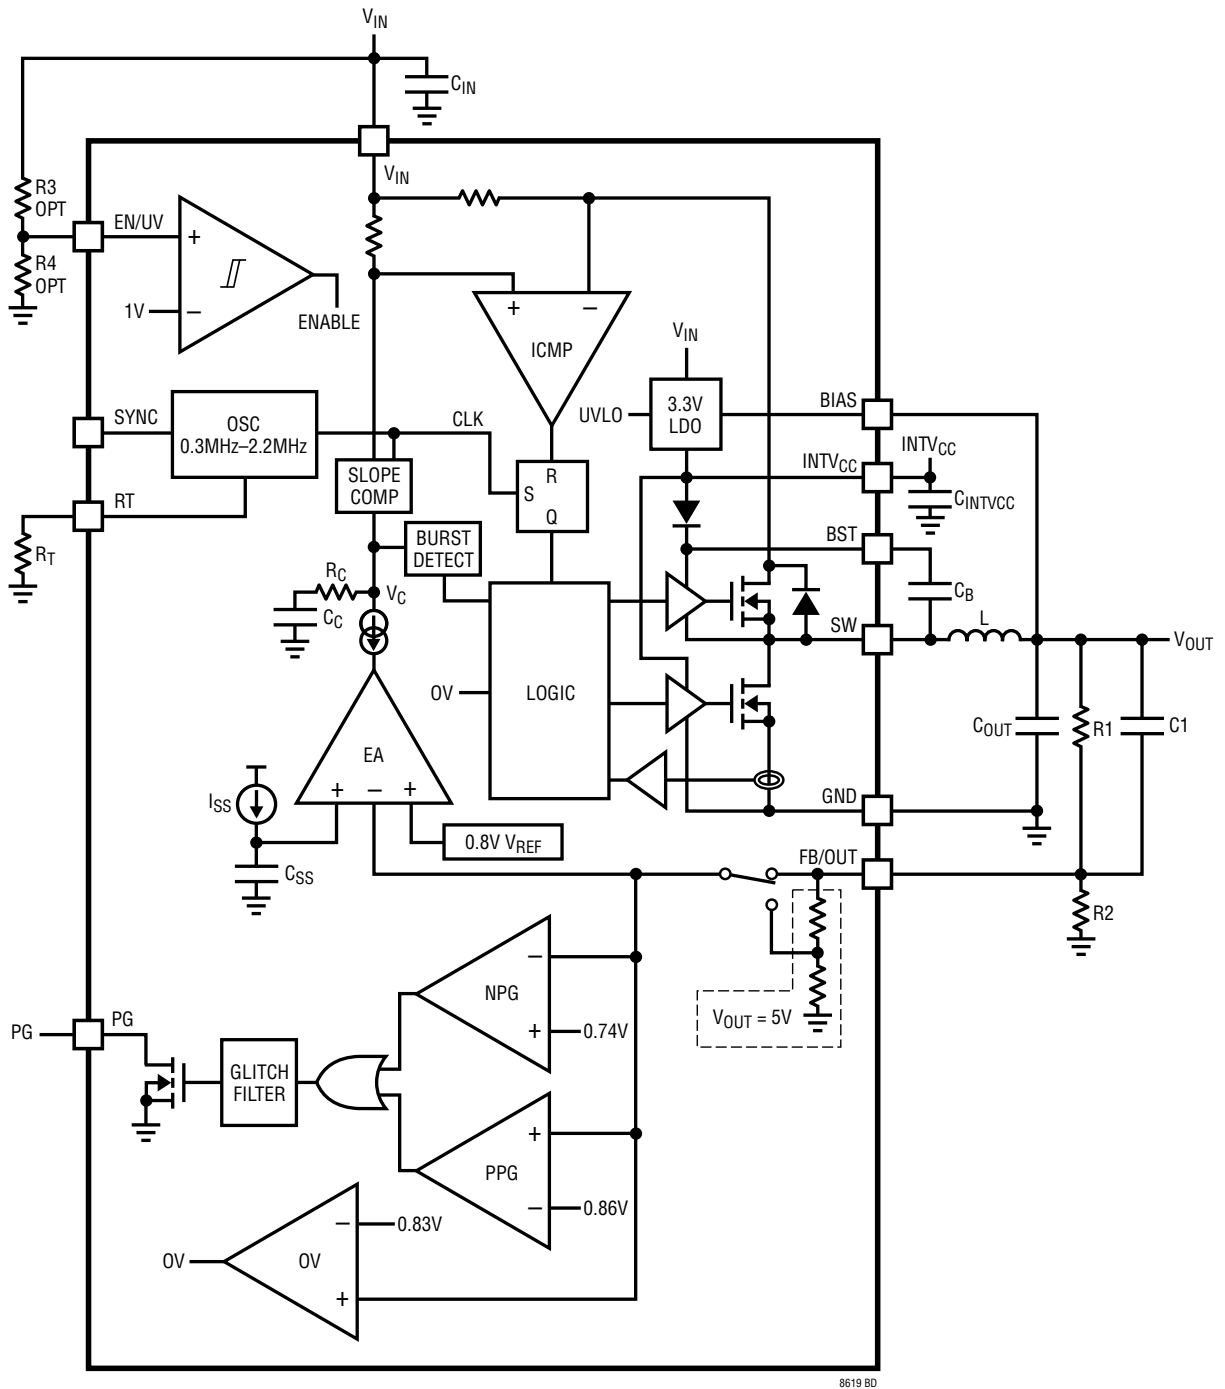 VIN
CIN
VIN
R3
OPT
EN/UV
+
R4
OPT
1V
−
ENABLE
+
−
ICMP
VIN
3.3V
LDO
UVLO
BIAS
SYNC
OSC
0.3MHz–2.2MHz
CLK
INTVCC
INTVCC
CINTVCC
SLOPE
COMP
R
S
Q
RT
RT
BURST
DETECT
BST
CB
RC
VC
CC
SW
L
VOUT
OV
LOGIC
COUT
R1
C1
EA
+
−
+
ISS
GND
0.8V VREF
FB/OUT
CSS
R2
−
NPG
+
0.74V
VOUT = 5V
PG
PG
GLITCH
FILTER
+
PPG
−
0.86V
−
0.83V
OV
OV
+
8619 BD